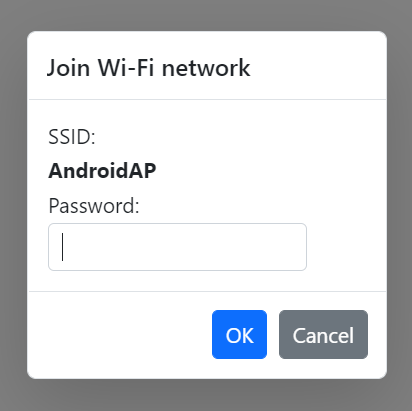 Join Wi-Fi network
SSID:
AndroidAP
Password:
OK Cancel